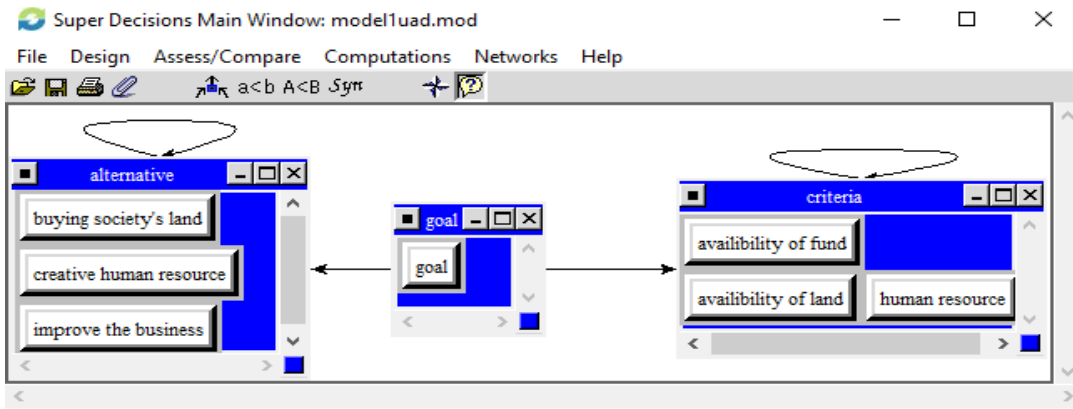 Super Decisions Main Window: model1uad.mod
File Design Assess/Compare Computations Networks Help
a<b A<B Syn
alternative
buying society's land
creative human resource
improve the business
goal
goal
criteria
availibility of fund
availibility of land human resource